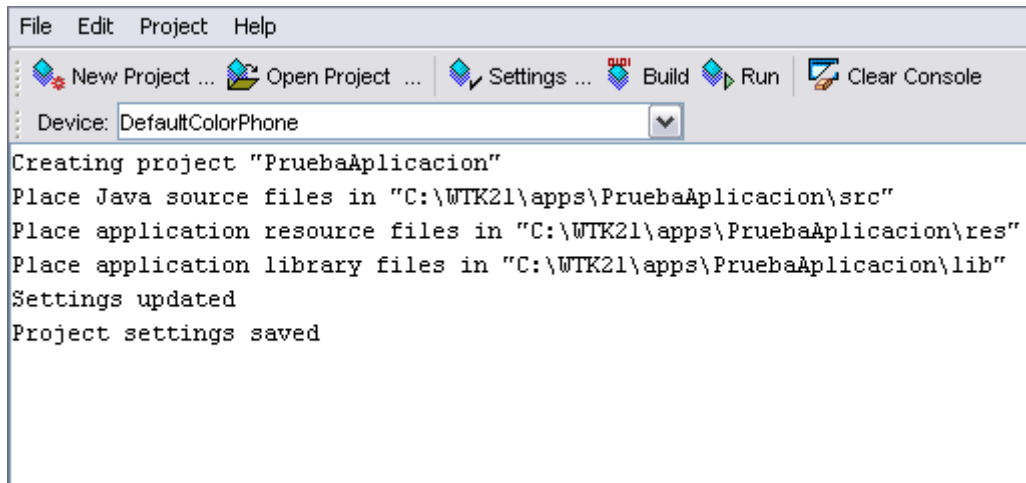 File Edit Project Help
New Project ... Open Project ... Settings ... Build Run Clear Console
Device: DefaultColorPhone
Creating project "PruebaAplicacion"
Place Java source files in "C:\WTK21\apps\PruebaAplicacion\src"
Place application resource files in "C:\WTK21\apps\PruebaAplicacion\res"
Place application library files in "C:\WTK21\apps\PruebaAplicacion\lib"
Settings updated
Project settings saved